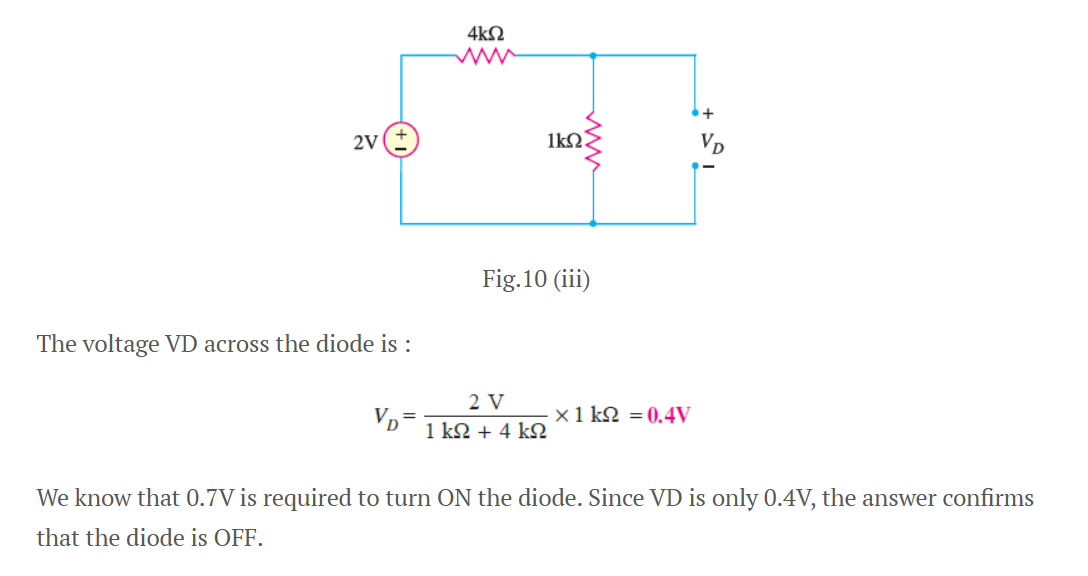 4kΩ
2V
+
−
1kΩ
+
V_D
−
Fig.10 (iii)
The voltage VD across the diode is :
V_D = 2 V / 1 kΩ + 4 kΩ × 1 kΩ = 0.4V
We know that 0.7V is required to turn ON the diode. Since VD is only 0.4V, the answer confirms
that the diode is OFF.